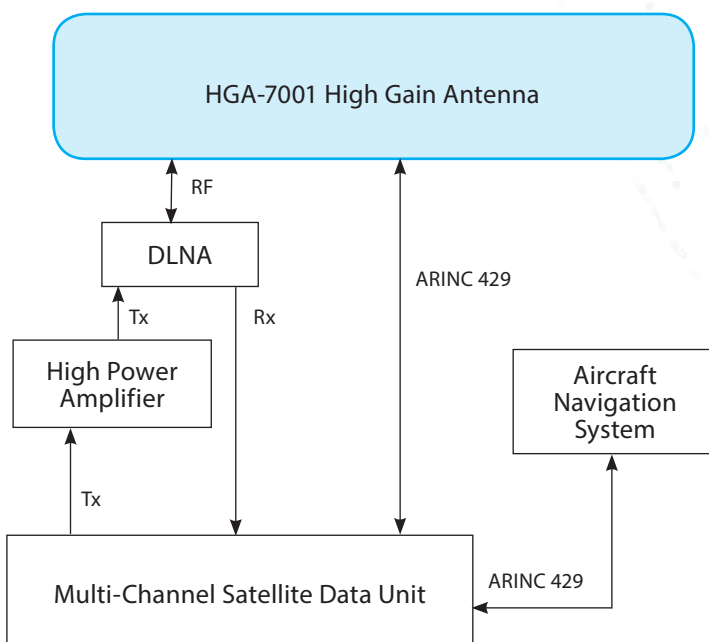 HGA-7001 High Gain Antenna
RF
DLNA
ARINC 429
Tx
Rx
High Power
Amplifier
Aircraft
Navigation
System
Tx
Multi-Channel Satellite Data Unit
ARINC 429